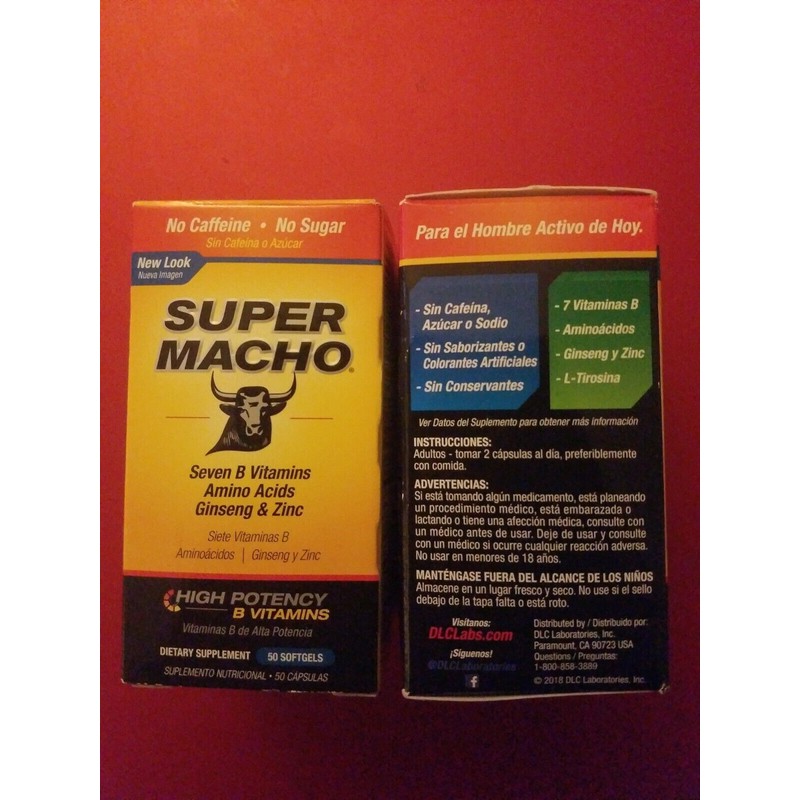 No Caffeine • No Sugar
Sin Cafeína o Azúcar
New Look
Nueva Imagen
SUPER
MACHO®
Seven B Vitamins
Amino Acids
Ginseng & Zinc
Siete Vitaminas B
Aminoácidos | Ginseng y Zinc
HIGH POTENCY
B VITAMINS
Vitaminas B de Alta Potencia
DIETARY SUPPLEMENT 50 SOFTGELS
SUPLEMENTO NUTRICIONAL • 50 CÁPSULAS
Para el Hombre Activo de Hoy.
- Sin Cafeína,
Azúcar o Sodio
- Sin Saborizantes o
Colorantes Artificiales
- Sin Conservantes
- 7 Vitaminas B
- Aminoácidos
- Ginseng y Zinc
- L-Tirosina
Ver Datos del Suplemento para obtener más información
INSTRUCCIONES:
Adultos - tomar 2 cápsulas al día, preferiblemente
con comida.
ADVERTENCIAS:
Si está tomando algún medicamento, está planeando
un procedimiento médico, está embarazada o
lactando o tiene una afección médica, consulte con
un médico antes de usar. Deje de usar y consulte
con un médico si ocurre cualquier reacción adversa.
No usar en menores de 18 años.
MANTÉNGASE FUERA DEL ALCANCE DE LOS NIÑOS
Almacene en un lugar fresco y seco. No use si el sello
debajo de la tapa falta o está roto.
Visítanos:
DLCLabs.com
¡Síguenos!
@DLCLaboratories
f
Distributed by / Distribuido por:
DLC Laboratories, Inc.
Paramount, CA 90723 USA
Questions / Preguntas:
1-800-858-3889
© 2018 DLC Laboratories, Inc.